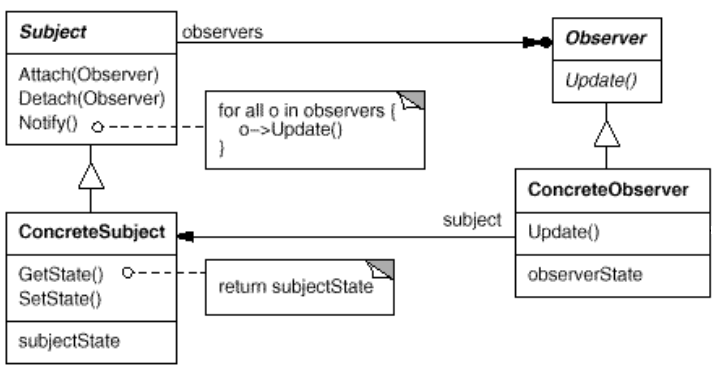 Subject
Attach(Observer)
Detach(Observer)
Notify()
observers
Observer
Update()
for all o in observers {
o->Update()
}
ConcreteSubject
GetState()
SetState()
subjectState
return subjectState
subject
ConcreteObserver
Update()
observerState